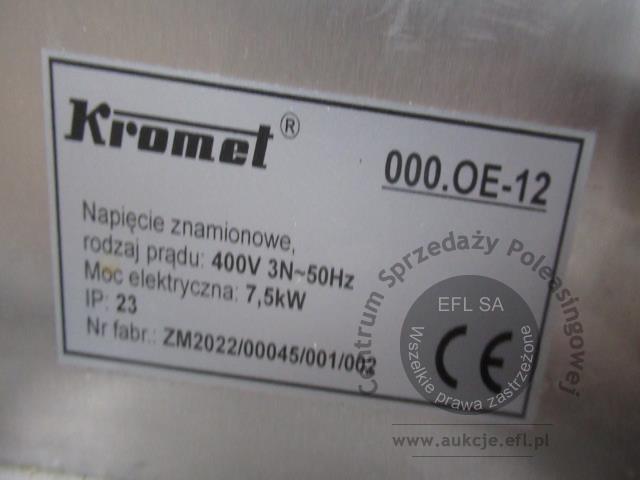 Kromet®
000.OE-12
Napięcie znamionowe,
rodzaj prądu: 400V 3N~50Hz
Moc elektryczna: 7,5kW
IP: 23
Nr fabr.: ZM2022/00045/001/002
CE
Centrum Sprzedaży Poleasingowej
EFL SA
Wszelkie prawa zastrzeżone
www.aukcje.efl.pl